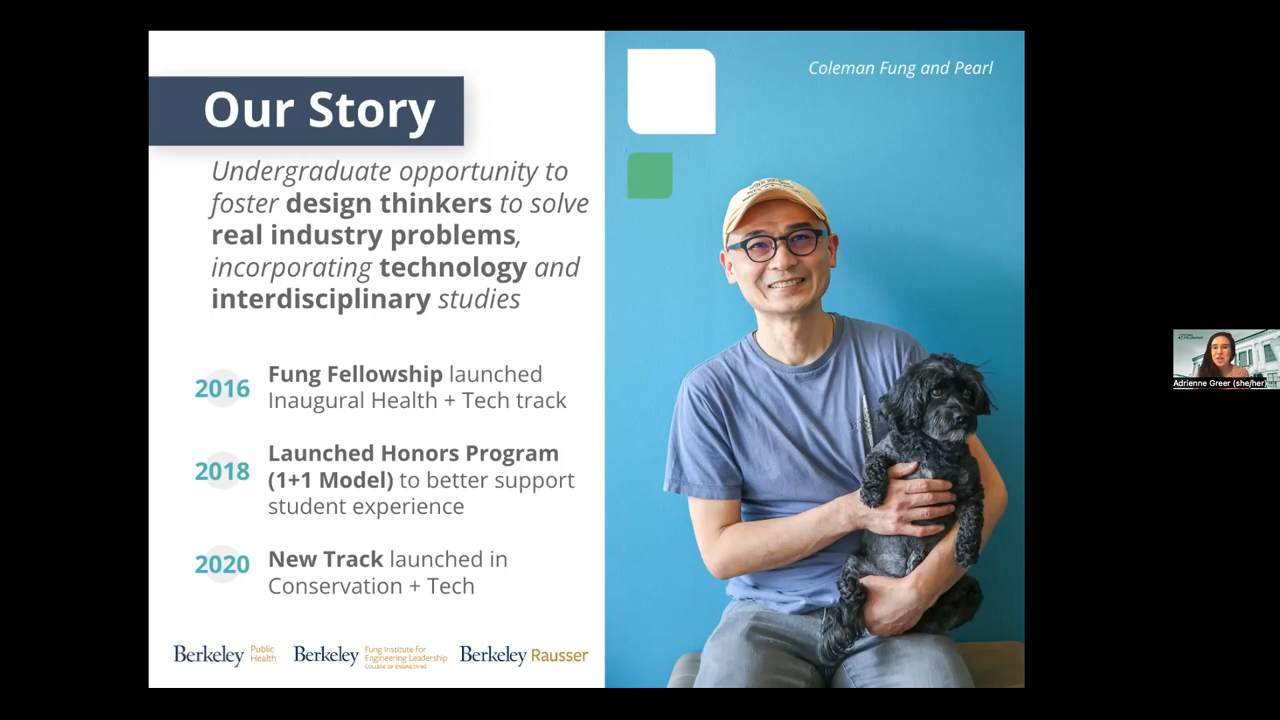 Our Story
Undergraduate opportunity to
foster design thinkers to solve
real industry problems,
incorporating technology and
interdisciplinary studies
2016
Fung Fellowship launched
Inaugural Health + Tech track
2018
Launched Honors Program
(1+1 Model) to better support
student experience
2020
New Track launched in
Conservation + Tech
Berkeley Public
Health
Berkeley Fung Institute for
Engineering Leadership
COLLEGE OF ENGINEERING
Berkeley Rausser
Coleman Fung and Pearl
Adrienne Greer (she/her)